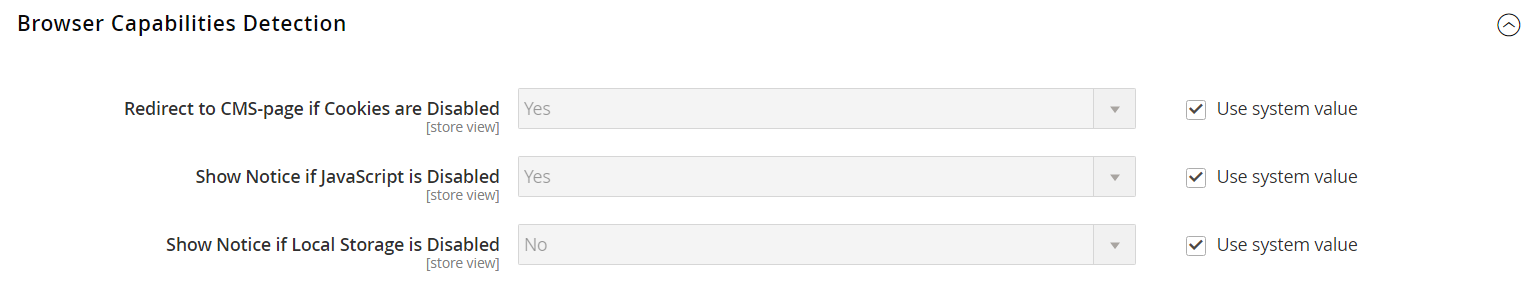 Browser Capabilities Detection
Redirect to CMS-page if Cookies are Disabled Yes Use system value
[store view]
Show Notice if JavaScript is Disabled Yes Use system value
[store view]
Show Notice if Local Storage is Disabled No Use system value
[store view]